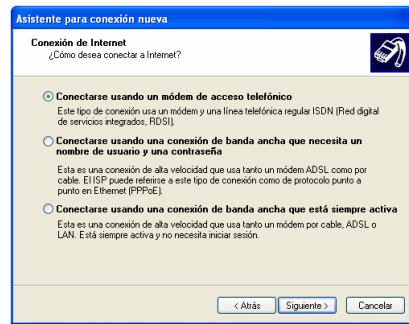 Asistente para conexión nueva
Conexión de Internet
¿Cómo desea conectar a Internet?
Conectarse usando un módem de acceso telefónico
Este tipo de conexión usa un módem y una línea telefónica regular ISDN (Red digital
de servicios integrados, RDSI).
Conectarse usando una conexión de banda ancha que necesita un
nombre de usuario y una contraseña
Esta es una conexión de alta velocidad que usa tanto un módem ADSL como por
cable. El ISP puede referirse a este tipo de conexión como de protocolo punto a
punto en Ethernet (PPPoE).
Conectarse usando una conexión de banda ancha que está siempre activa
Esta es una conexión de alta velocidad que usa tanto un módem por cable, ADSL o
LAN. Está siempre activa y no necesita iniciar sesión.
< Atrás
Siguiente >
Cancelar